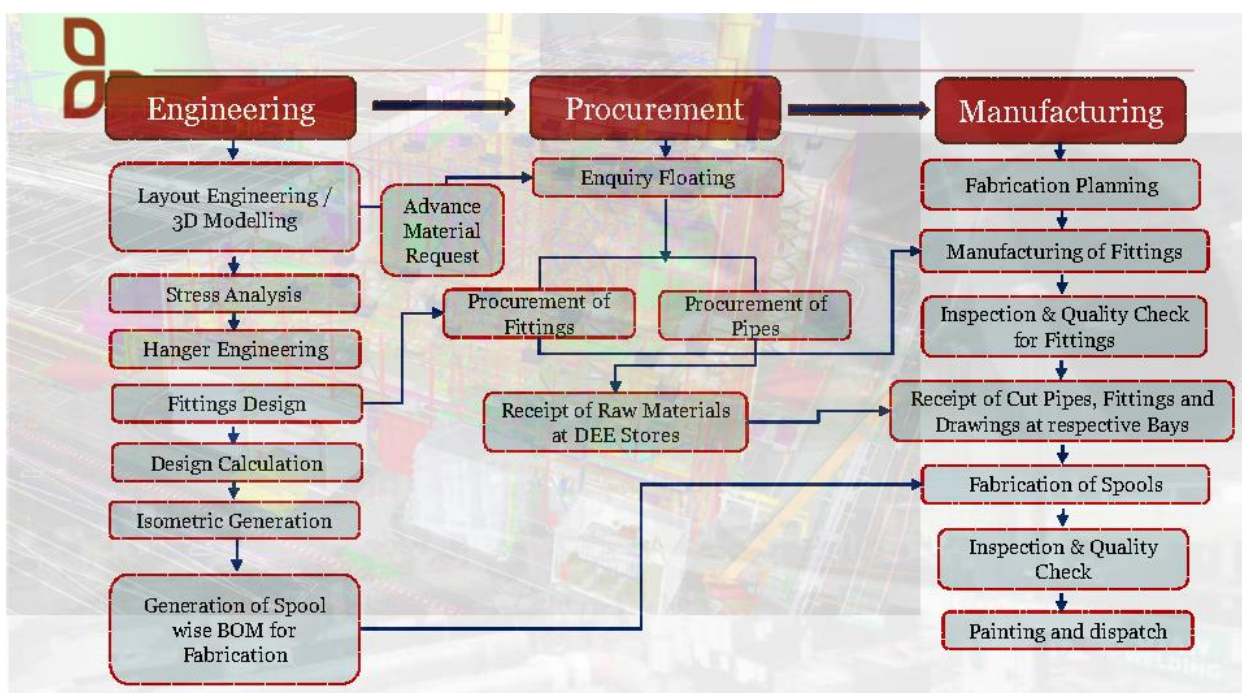 Engineering
Procurement
Manufacturing
Layout Engineering /
3D Modelling
Stress Analysis
Hanger Engineering
Fittings Design
Design Calculation
Isometric Generation
Generation of Spool
wise BOM for
Fabrication
Advance
Material
Request
Enquiry Floating
Procurement of
Fittings
Procurement of
Pipes
Receipt of Raw Materials
at DEE Stores
Fabrication Planning
Manufacturing of Fittings
Inspection & Quality Check
for Fittings
Receipt of Cut Pipes, Fittings and
Drawings at respective Bays
Fabrication of Spools
Inspection & Quality
Check
Painting and dispatch